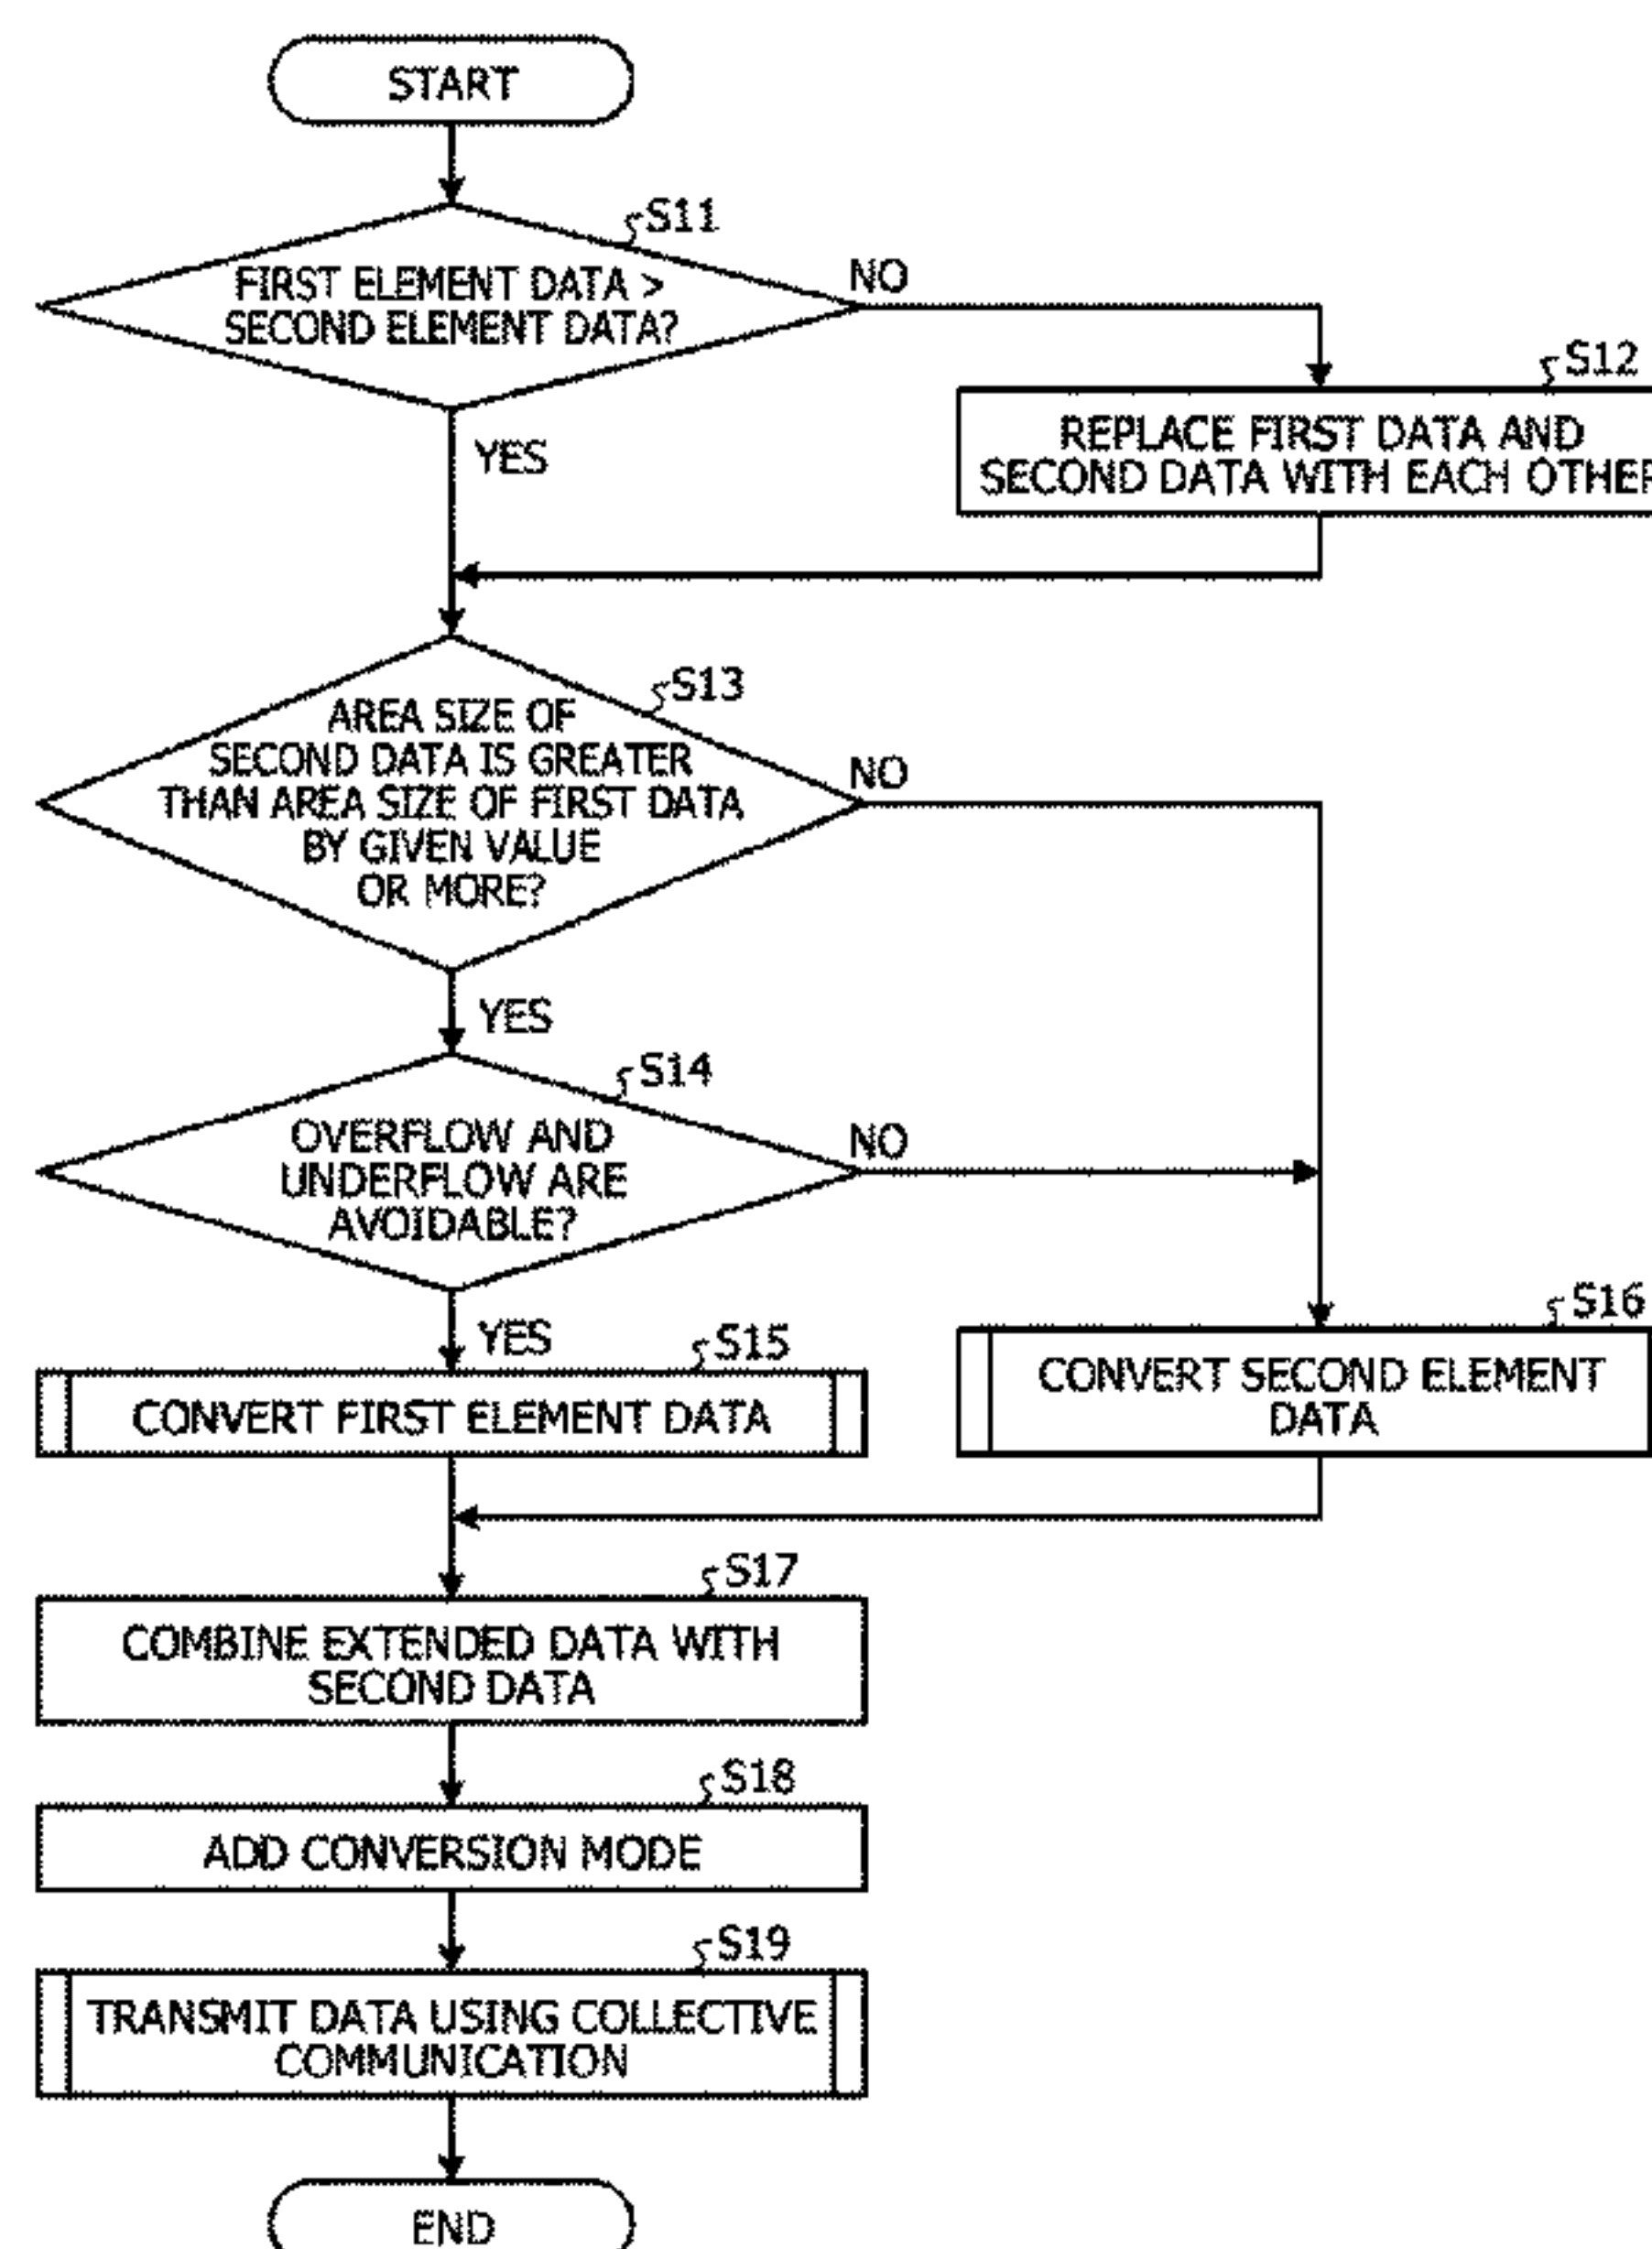 START
S11
FIRST ELEMENT DATA >
SECOND ELEMENT DATA?
NO
YES
S12
REPLACE FIRST DATA AND
SECOND DATA WITH EACH OTHER
S13
AREA SIZE OF
SECOND DATA IS GREATER
THAN AREA SIZE OF FIRST DATA
BY GIVEN VALUE
OR MORE?
NO
YES
S14
OVERFLOW AND
UNDERFLOW ARE
AVOIDABLE?
NO
YES
S15
CONVERT FIRST ELEMENT DATA
S16
CONVERT SECOND ELEMENT
DATA
S17
COMBINE EXTENDED DATA WITH
SECOND DATA
S18
ADD CONVERSION MODE
S19
TRANSMIT DATA USING COLLECTIVE
COMMUNICATION
END